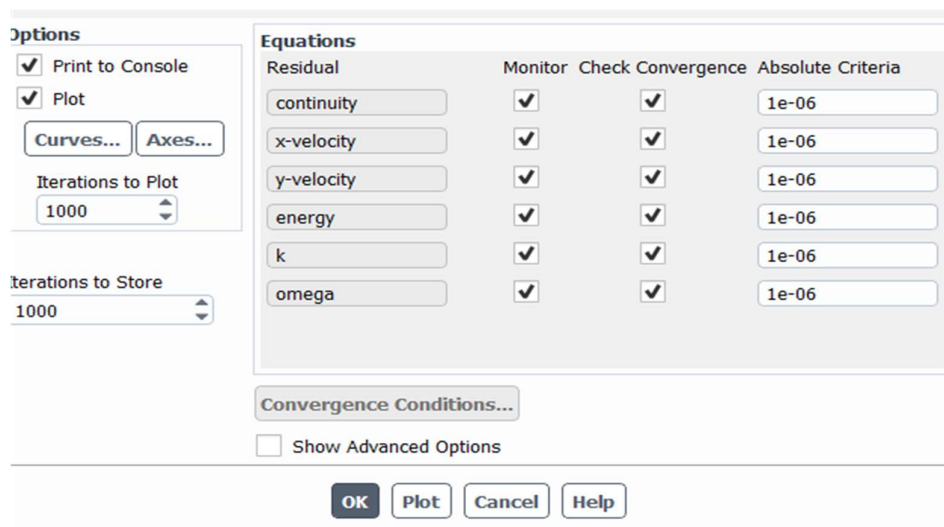 Options
Print to Console
Plot
Curves... Axes...
Iterations to Plot
1000
Iterations to Store
1000
Equations
Residual Monitor Check Convergence Absolute Criteria
continuity 1e-06
x-velocity 1e-06
y-velocity 1e-06
energy 1e-06
k 1e-06
omega 1e-06
Convergence Conditions...
Show Advanced Options
OK Plot Cancel Help